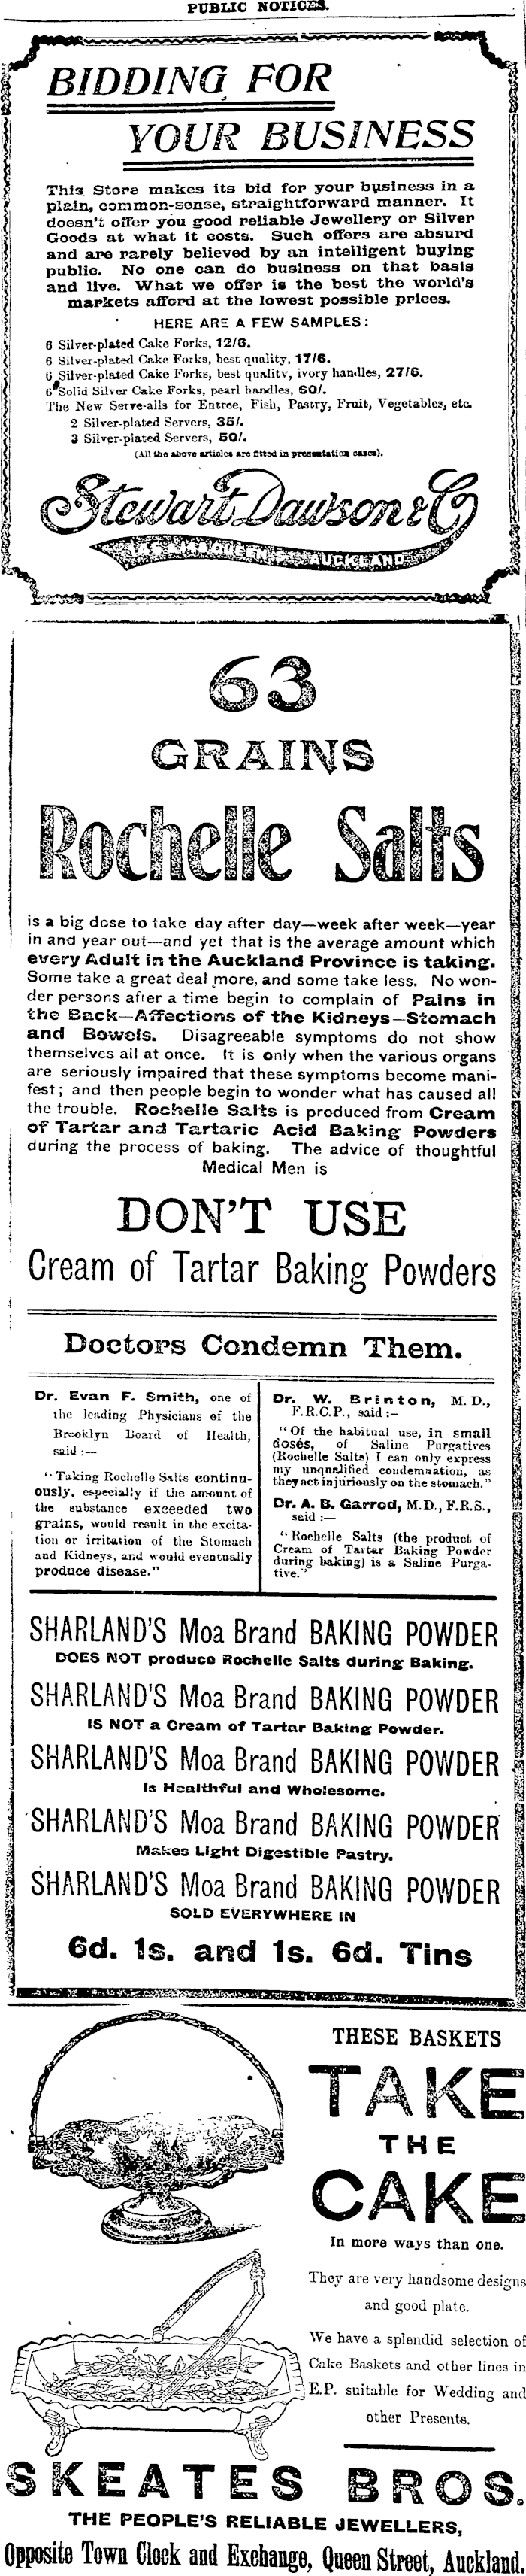 PUBLIC NOTICES.
BIDDING FOR
YOUR BUSINESS
This Store makes its bid for your business in a
plain, common-sense, straightforward manner. It
doesn't offer you good reliable Jewellery or Silver
Goods at what it costs. Such offers are absurd
and are rarely believed by an intelligent buying
public. No one can do business on that basis
and live. What we offer is the best the world's
markets afford at the lowest possible prices.
HERE ARE A FEW SAMPLES:
6 Silver-plated Cake Forks, 12/6.
6 Silver-plated Cake Forks, best quality, 17/6.
6 Silver-plated Cake Forks, best quality, ivory handles, 27/6.
6 Solid Silver Cake Forks, pearl handles, 60/.
The New Serve-alls for Entree, Fish, Pastry, Fruit, Vegetables, etc.
2 Silver-plated Servers, 35/.
3 Silver-plated Servers, 50/.
(All the above articles are fitted in presentation cases).
Stewart Dawson & Co
QUEEN ST. AUCKLAND
63
GRAINS
Rochelle Salts
is a big dose to take day after day—week after week—year
in and year out—and yet that is the average amount which
every Adult in the Auckland Province is taking.
Some take a great deal more, and some take less. No won-
der persons after a time begin to complain of Pains in
the Back—Affections of the Kidneys—Stomach
and Bowels. Disagreeable symptoms do not show
themselves all at once. It is only when the various organs
are seriously impaired that these symptoms become mani-
fest; and then people begin to wonder what has caused all
the trouble. Rochelle Salts is produced from Cream
of Tartar and Tartaric Acid Baking Powders
during the process of baking. The advice of thoughtful
Medical Men is
DON'T USE
Cream of Tartar Baking Powders
Doctors Condemn Them.
Dr. Evan F. Smith, one of
the leading Physicians of the
Brooklyn Board of Health,
said:—
"Taking Rochelle Salts continu-
ously, especially if the amount of
the substance exceeded two
grains, would result in the excita-
tion or irritation of the Stomach
and Kidneys, and would eventually
produce disease."
Dr. W. Brinton, M.D.,
F.R.C.P., said:—
"Of the habitual use, in small
doses, of Saline Purgatives
(Rochelle Salts) I can only express
my unqualified condemnation, as
they act injuriously on the stomach."
Dr. A. B. Garrod, M.D., F.R.S.,
said:—
"Rochelle Salts (the product of
Cream of Tartar Baking Powder
during baking) is a Saline Purga-
tive."
SHARLAND'S Moa Brand BAKING POWDER
DOES NOT produce Rochelle Salts during Baking.
SHARLAND'S Moa Brand BAKING POWDER
IS NOT a Cream of Tartar Baking Powder.
SHARLAND'S Moa Brand BAKING POWDER
Is Healthful and Wholesome.
SHARLAND'S Moa Brand BAKING POWDER
Makes Light Digestible Pastry.
SHARLAND'S Moa Brand BAKING POWDER
SOLD EVERYWHERE IN
6d. 1s. and 1s. 6d. Tins
THESE BASKETS
TAKE
THE
CAKE
In more ways than one.
They are very handsome designs
and good plate.
We have a splendid selection of
Cake Baskets and other lines in
E.P. suitable for Wedding and
other Presents.
SKEATES BROS.
THE PEOPLE'S RELIABLE JEWELLERS,
Opposite Town Clock and Exchange, Queen Street, Auckland.